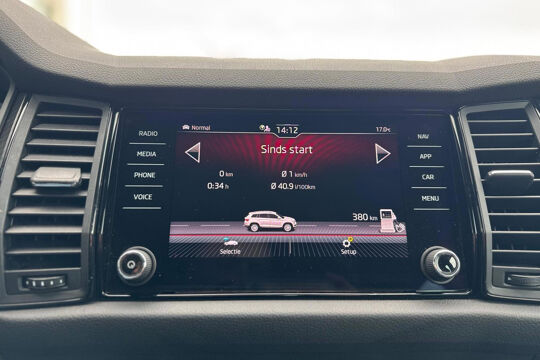 RADIO
MEDIA
PHONE
VOICE
Normal
14:12
17.0c
Sinds start
0 km
Ø 1 km/h
0:34 h
Ø 40.9 l/100km
380 km
Selectie
Setup
NAV
APP
CAR
MENU